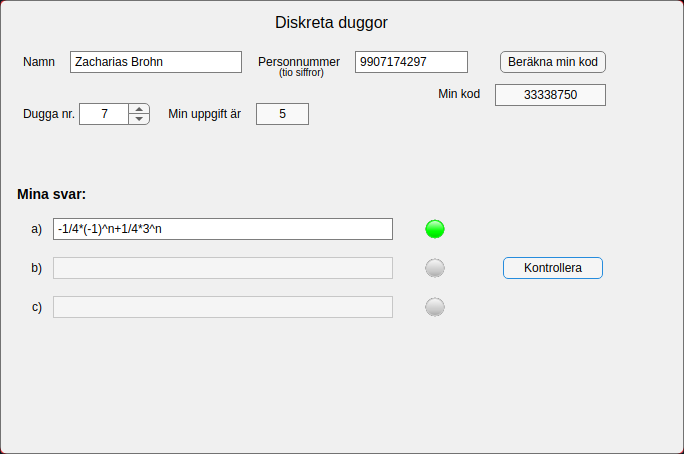 Diskreta duggor
Namn Zacharias Brohn Personnummer 9907174297 Beräkna min kod
(tio siffror)
Min kod 33338750
Dugga nr. 7 Min uppgift är 5
Mina svar:
a) -1/4*(-1)^n+1/4*3^n
b) Kontrollera
c)